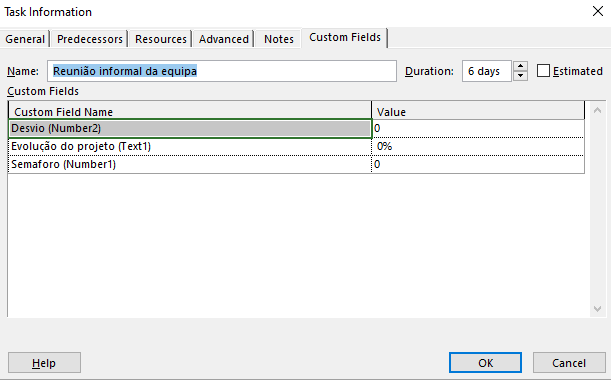 Task Information
General Predecessors Resources Advanced Notes Custom Fields
Name: Reunião informal da equipa Duration: 6 days Estimated
Custom Fields
Custom Field Name Value
Desvio (Number2) 0
Evolução do projeto (Text1) 0%
Semaforo (Number1) 0
Help OK Cancel